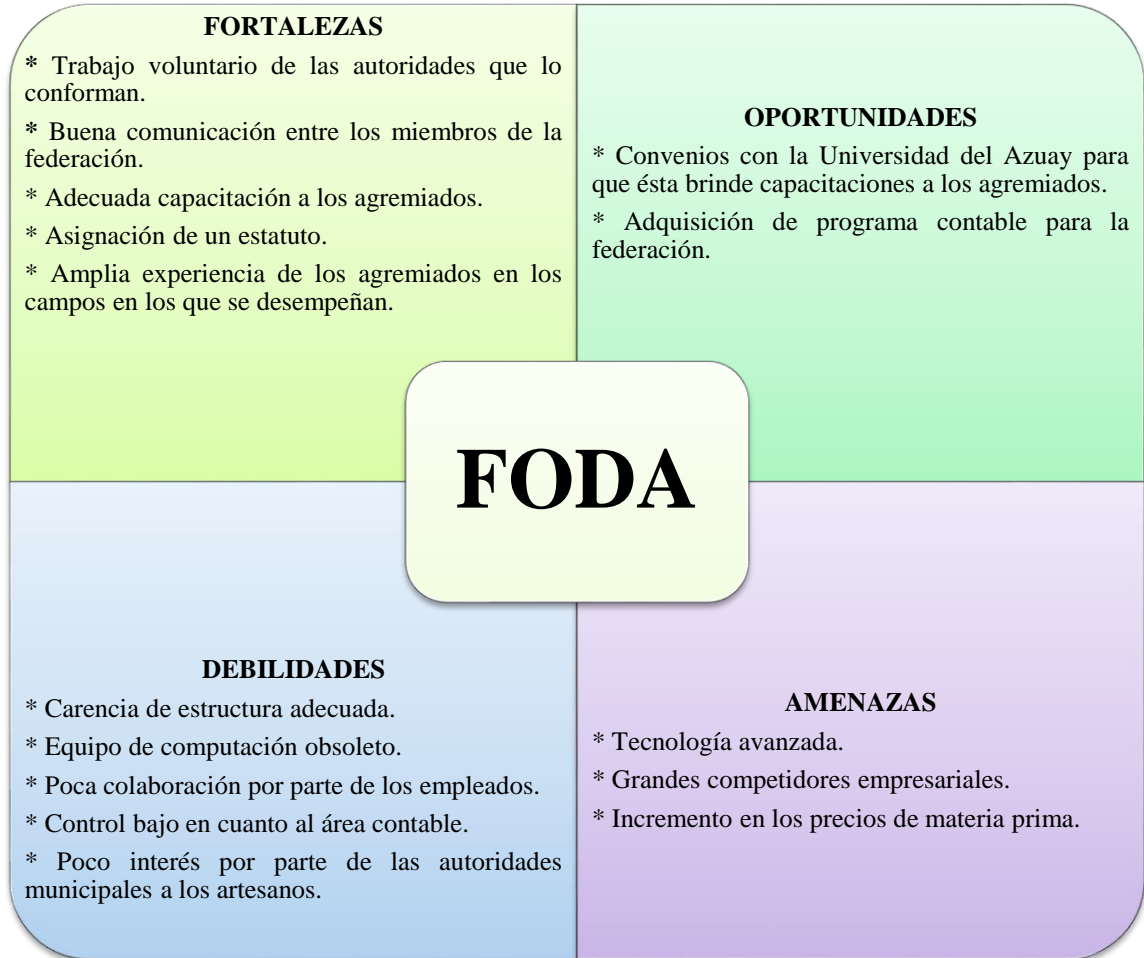 FORTALEZAS
* Trabajo voluntario de las autoridades que lo
conforman.
* Buena comunicación entre los miembros de la
federación.
* Adecuada capacitación a los agremiados.
* Asignación de un estatuto.
* Amplia experiencia de los agremiados en los
campos en los que se desempeñan.
OPORTUNIDADES
* Convenios con la Universidad del Azuay para
que ésta brinde capacitaciones a los agremiados.
* Adquisición de programa contable para la
federación.
FODA
DEBILIDADES
* Carencia de estructura adecuada.
* Equipo de computación obsoleto.
* Poca colaboración por parte de los empleados.
* Control bajo en cuanto al área contable.
* Poco interés por parte de las autoridades
municipales a los artesanos.
AMENAZAS
* Tecnología avanzada.
* Grandes competidores empresariales.
* Incremento en los precios de materia prima.